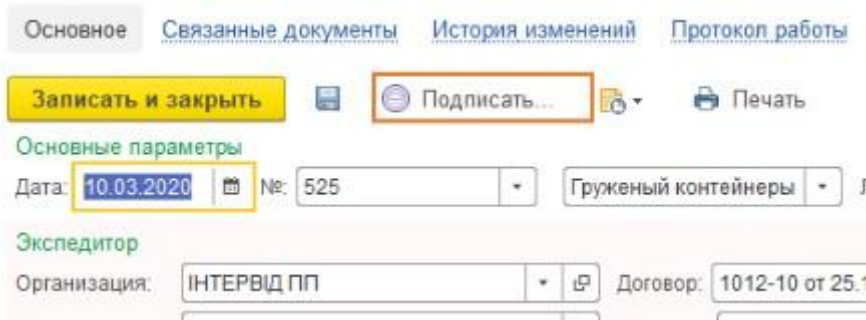 Основное Связанные документы История изменений Протокол работы
Записать и закрыть Подписать... Печать
Основные параметры
Дата: 10.03.2020 №: 525 Груженый контейнеры
Экспедитор
Организация: ІНТЕРВІД ПП Договор: 1012-10 от 25.